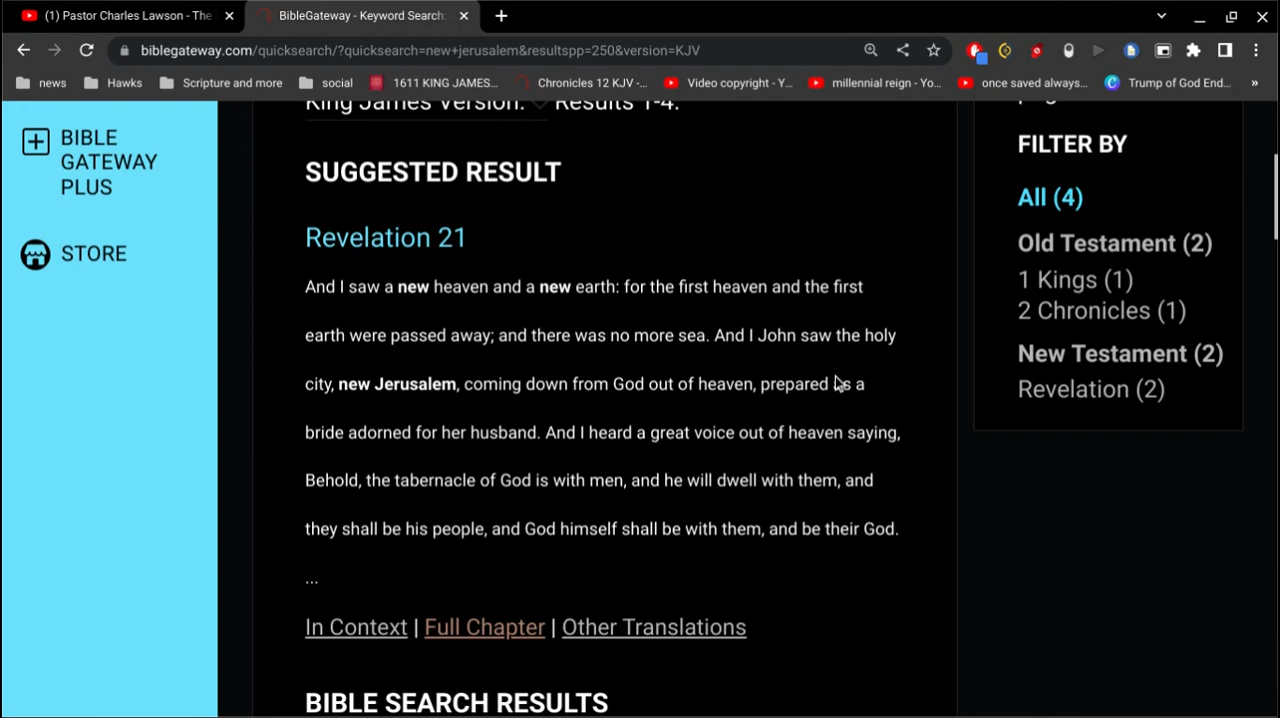 (1) Pastor Charles Lawson - The
BibleGateway - Keyword Search:
biblegateway.com/quicksearch/?quicksearch=new+jerusalem&resultspp=250&version=KJV
news
Hawks
Scripture and more
social
1611 KING JAMES...
Chronicles 12 KJV -...
Video copyright - Y...
millennial reign - Yo...
once saved always...
Trump of God End...
»
BIBLE
GATEWAY
PLUS
STORE
King James Version. Results 1-4.
SUGGESTED RESULT
Revelation 21
And I saw a new heaven and a new earth: for the first heaven and the first
earth were passed away; and there was no more sea. And I John saw the holy
city, new Jerusalem, coming down from God out of heaven, prepared as a
bride adorned for her husband. And I heard a great voice out of heaven saying,
Behold, the tabernacle of God is with men, and he will dwell with them, and
they shall be his people, and God himself shall be with them, and be their God.
...
In Context | Full Chapter | Other Translations
BIBLE SEARCH RESULTS
FILTER BY
All (4)
Old Testament (2)
1 Kings (1)
2 Chronicles (1)
New Testament (2)
Revelation (2)